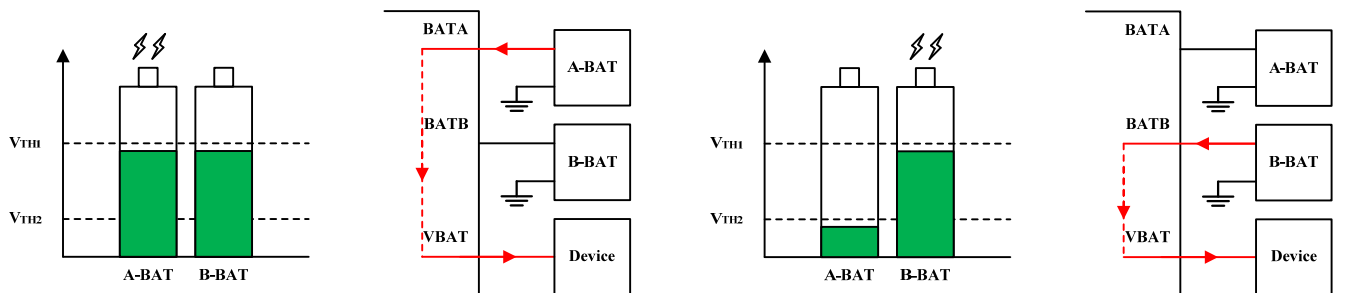 VTH1
VTH2
A-BAT
B-BAT
BATA
BATB
VBAT
A-BAT
B-BAT
Device
VTH1
VTH2
A-BAT
B-BAT
BATA
BATB
VBAT
A-BAT
B-BAT
Device